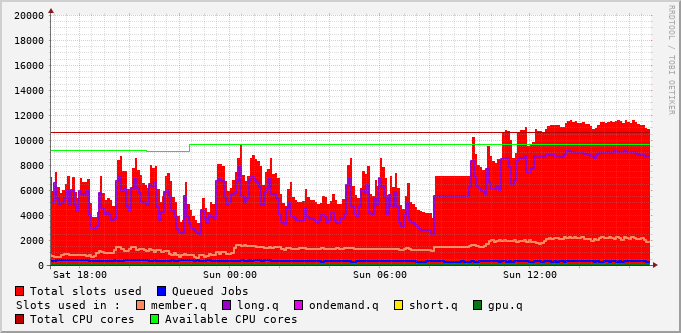 20000
18000
16000
14000
12000
10000
8000
6000
4000
2000
0
Sat 18:00 Sun 00:00 Sun 06:00 Sun 12:00
RRDTOOL / TOBI OETIKER
Total slots used Queued Jobs
Slots used in : member.q long.q ondemand.q short.q gpu.q
Total CPU cores Available CPU cores